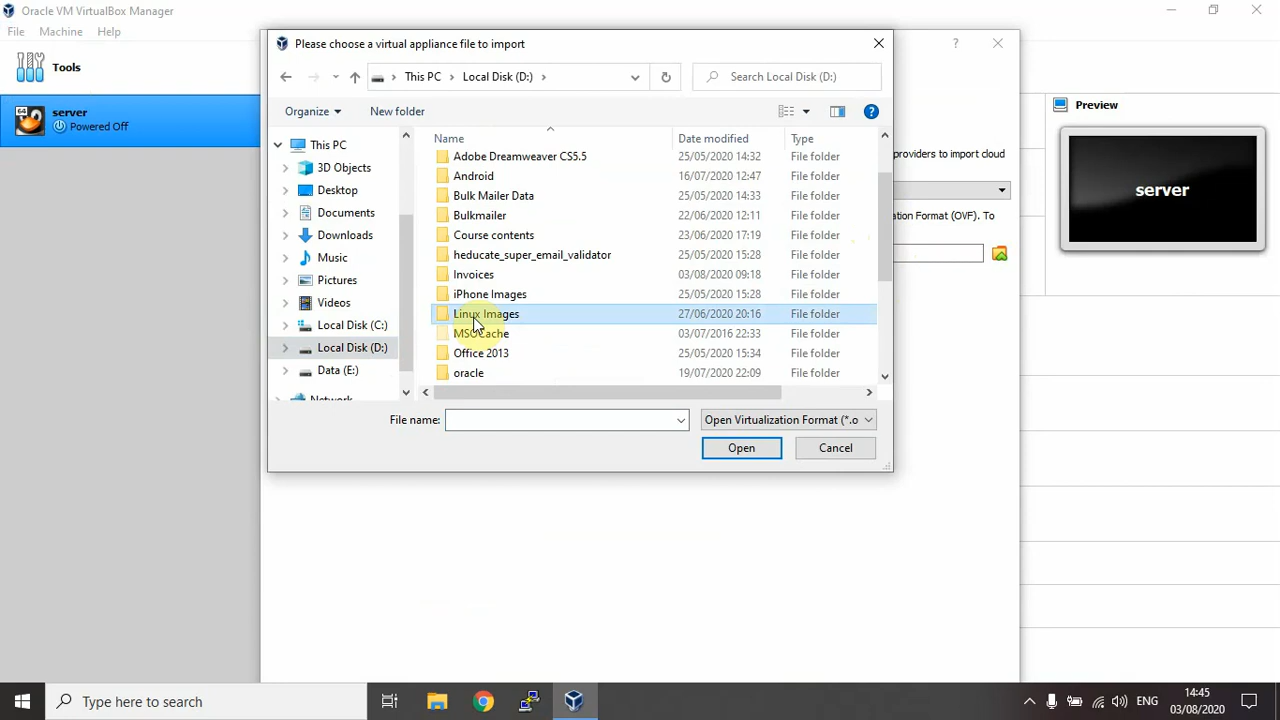 Oracle VM VirtualBox Manager
File Machine Help
Tools
server
Powered Off
64
Please choose a virtual appliance file to import
This PC Local Disk (D:)
Search Local Disk (D:)
Organize New folder
Name Date modified Type
This PC
3D Objects
Desktop
Documents
Downloads
Music
Pictures
Videos
Local Disk (C:)
Local Disk (D:)
Data (E:)
Network
Adobe Dreamweaver CS5.5 25/05/2020 14:32 File folder
Android 16/07/2020 12:47 File folder
Bulk Mailer Data 25/05/2020 14:33 File folder
Bulkmailer 22/06/2020 12:11 File folder
Course contents 23/06/2020 17:19 File folder
heducate_super_email_validator 25/05/2020 15:28 File folder
Invoices 03/08/2020 09:18 File folder
iPhone Images 25/05/2020 15:28 File folder
Linux Images 27/06/2020 20:16 File folder
MSOCache 03/07/2016 22:33 File folder
Office 2013 25/05/2020 15:34 File folder
oracle 19/07/2020 22:09 File folder
File name:
Open Virtualization Format (*.o
Open Cancel
?
Preview
server
providers to import cloud
ation Format (OVF). To
Type here to search
ENG
14:45
03/08/2020